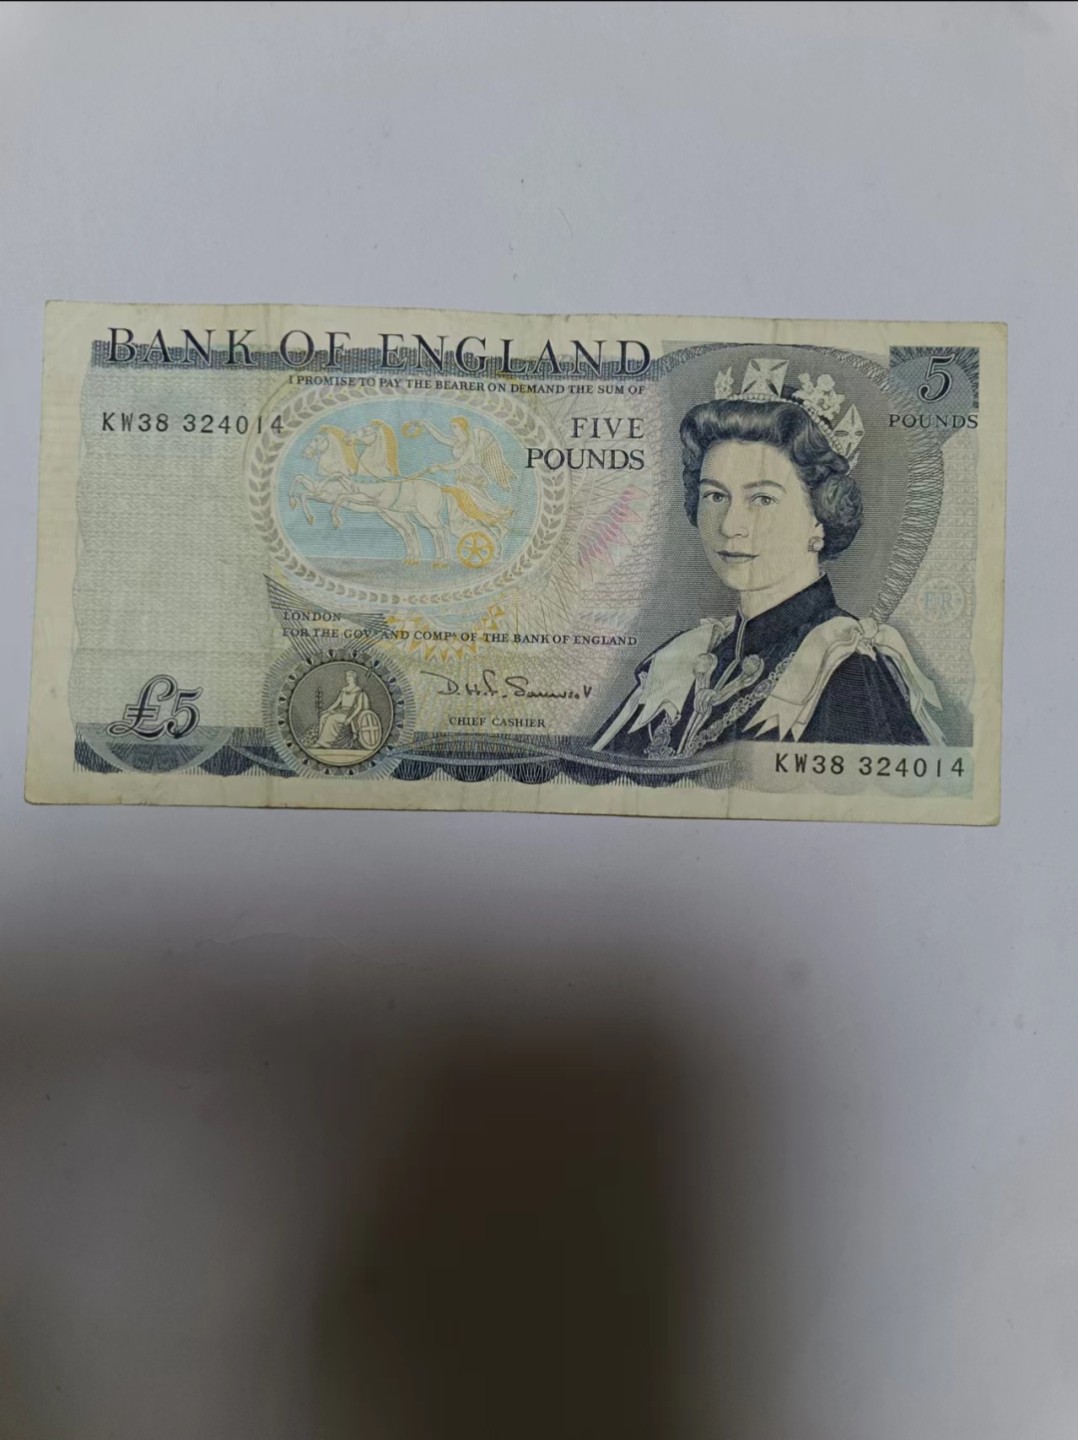 BANK OF ENGLAND
I PROMISE TO PAY THE BEARER ON DEMAND THE SUM OF
5
POUNDS
KW38 324014
FIVE
POUNDS
ER
LONDON
FOR THE GOVR AND COMPA OF THE BANK OF ENGLAND
£5
CHIEF CASHIER
KW38 324014